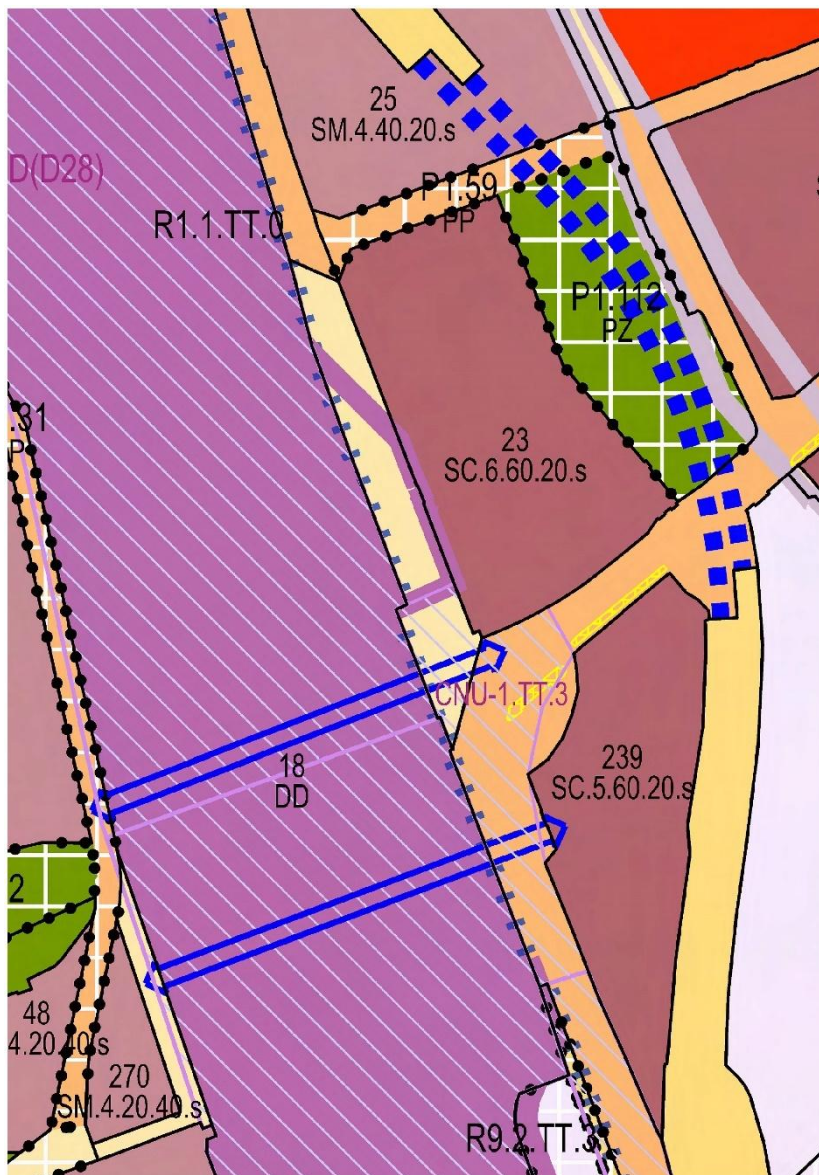 25
SM.4.40.20.s
D(D28)
P1.59
PP
R1.1.TT.0
P1.112
PZ
.31
P
23
SC.6.60.20.s
CNU-1.TT.3
18
DD
239
SC.5.60.20.s
2
48
4.20.40.s
270
SM.4.20.40.s
R9.2.TT.3